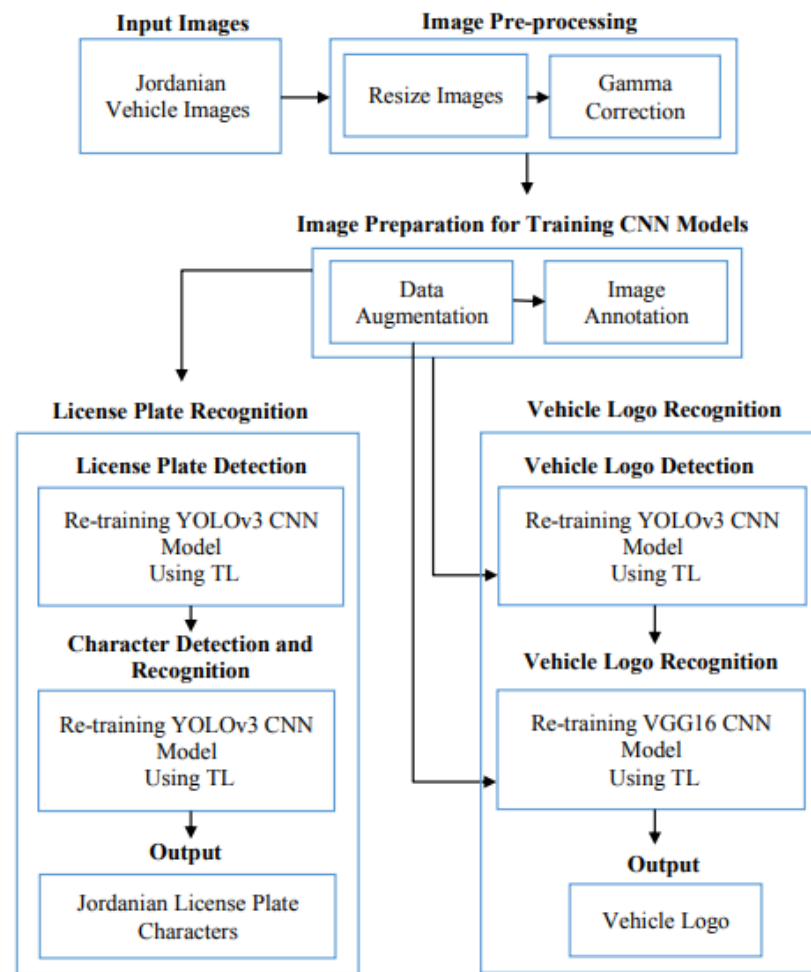 Input Images
Jordanian
Vehicle Images
Image Pre-processing
Resize Images
Gamma
Correction
Image Preparation for Training CNN Models
Data
Augmentation
Image
Annotation
License Plate Recognition
License Plate Detection
Re-training YOLOv3 CNN
Model
Using TL
Character Detection and
Recognition
Re-training YOLOv3 CNN
Model
Using TL
Output
Jordanian License Plate
Characters
Vehicle Logo Recognition
Vehicle Logo Detection
Re-training YOLOv3 CNN
Model
Using TL
Vehicle Logo Recognition
Re-training VGG16 CNN
Model
Using TL
Output
Vehicle Logo